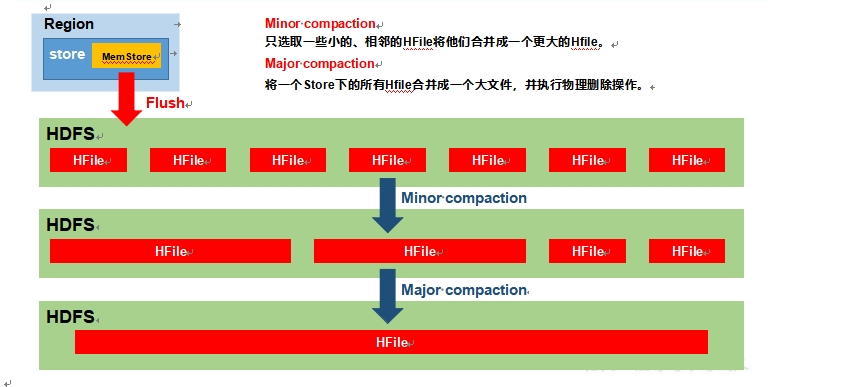 Region
store
MemStore
Minor compaction
只选取一些小的、相邻的HFile将他们合并成一个更大的Hfile。
Major compaction
将一个Store下的所有Hfile合并成一个大文件，并执行物理删除操作。
Flush
HDFS
HFile HFile HFile HFile HFile HFile HFile
Minor compaction
HDFS
HFile HFile HFile HFile
Major compaction
HDFS
HFile